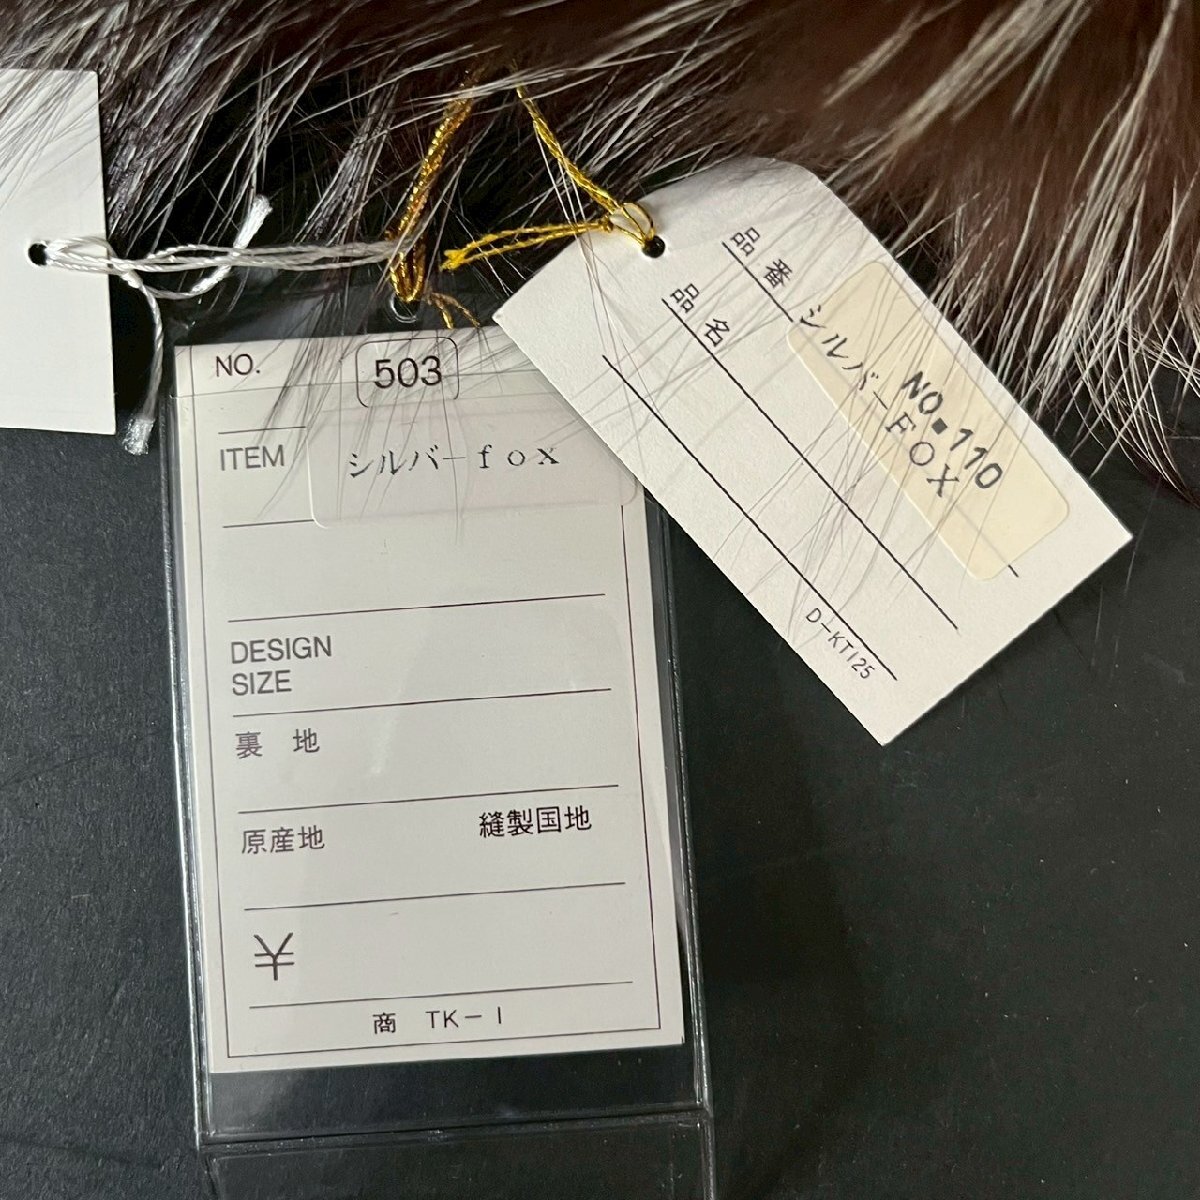 NO. 503
ITEM シルバーfox
DESIGN
SIZE
裏 地
原産地 縫製国地
¥
商 TK-1
品番
品名
NO.110
シルバーFOX
D-KT125